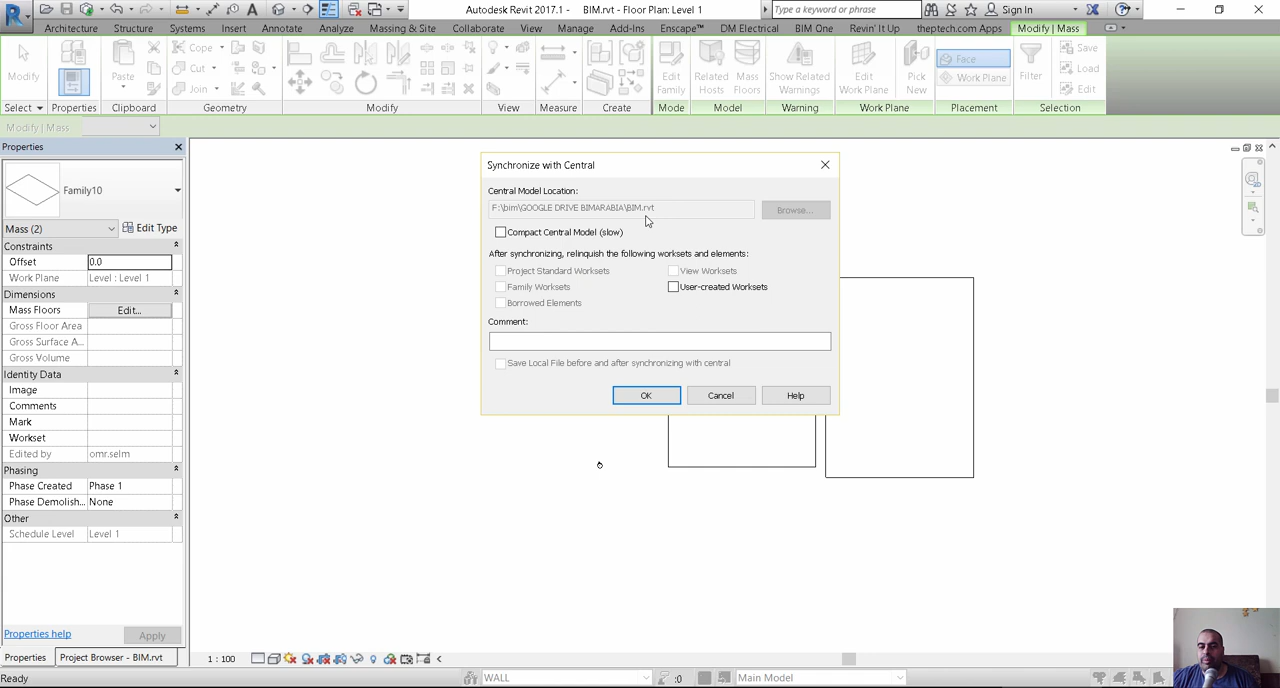 Autodesk Revit 2017.1 - BIM.rvt - Floor Plan: Level 1
Type a keyword or phrase
Sign In
Architecture Structure Systems Insert Annotate Analyze Massing & Site Collaborate View Manage Add-Ins Enscape™ DM Electrical BIM One Revin' It Up theptech.com Apps Modify | Mass
Modify
Paste
Cope
Cut
Join
Edit Family
Related Hosts
Mass Floors
Show Related Warnings
Edit Work Plane
Pick New
Face
Work Plane
Filter
Save
Load
Edit
Select Properties Clipboard Geometry Modify View Measure Create Mode Model Warning Work Plane Placement Selection
Modify | Mass
Properties
Family10
Mass (2)
Edit Type
Constraints
Offset 0.0
Work Plane Level : Level 1
Dimensions
Mass Floors Edit...
Gross Floor Area
Gross Surface A...
Gross Volume
Identity Data
Image
Comments
Mark
Workset
Edited by omr.selm
Phasing
Phase Created Phase 1
Phase Demolish... None
Other
Schedule Level Level 1
Properties help
Apply
Properties Project Browser - BIM.rvt
Synchronize with Central
Central Model Location:
F:\bim\GOOGLE DRIVE BIMARABIA\BIM.rvt
Browse...
Compact Central Model (slow)
After synchronizing, relinquish the following worksets and elements:
Project Standard Worksets View Worksets
Family Worksets User-created Worksets
Borrowed Elements
Comment:
Save Local File before and after synchronizing with central
OK Cancel Help
1 : 100
Ready
WALL
:0
Main Model